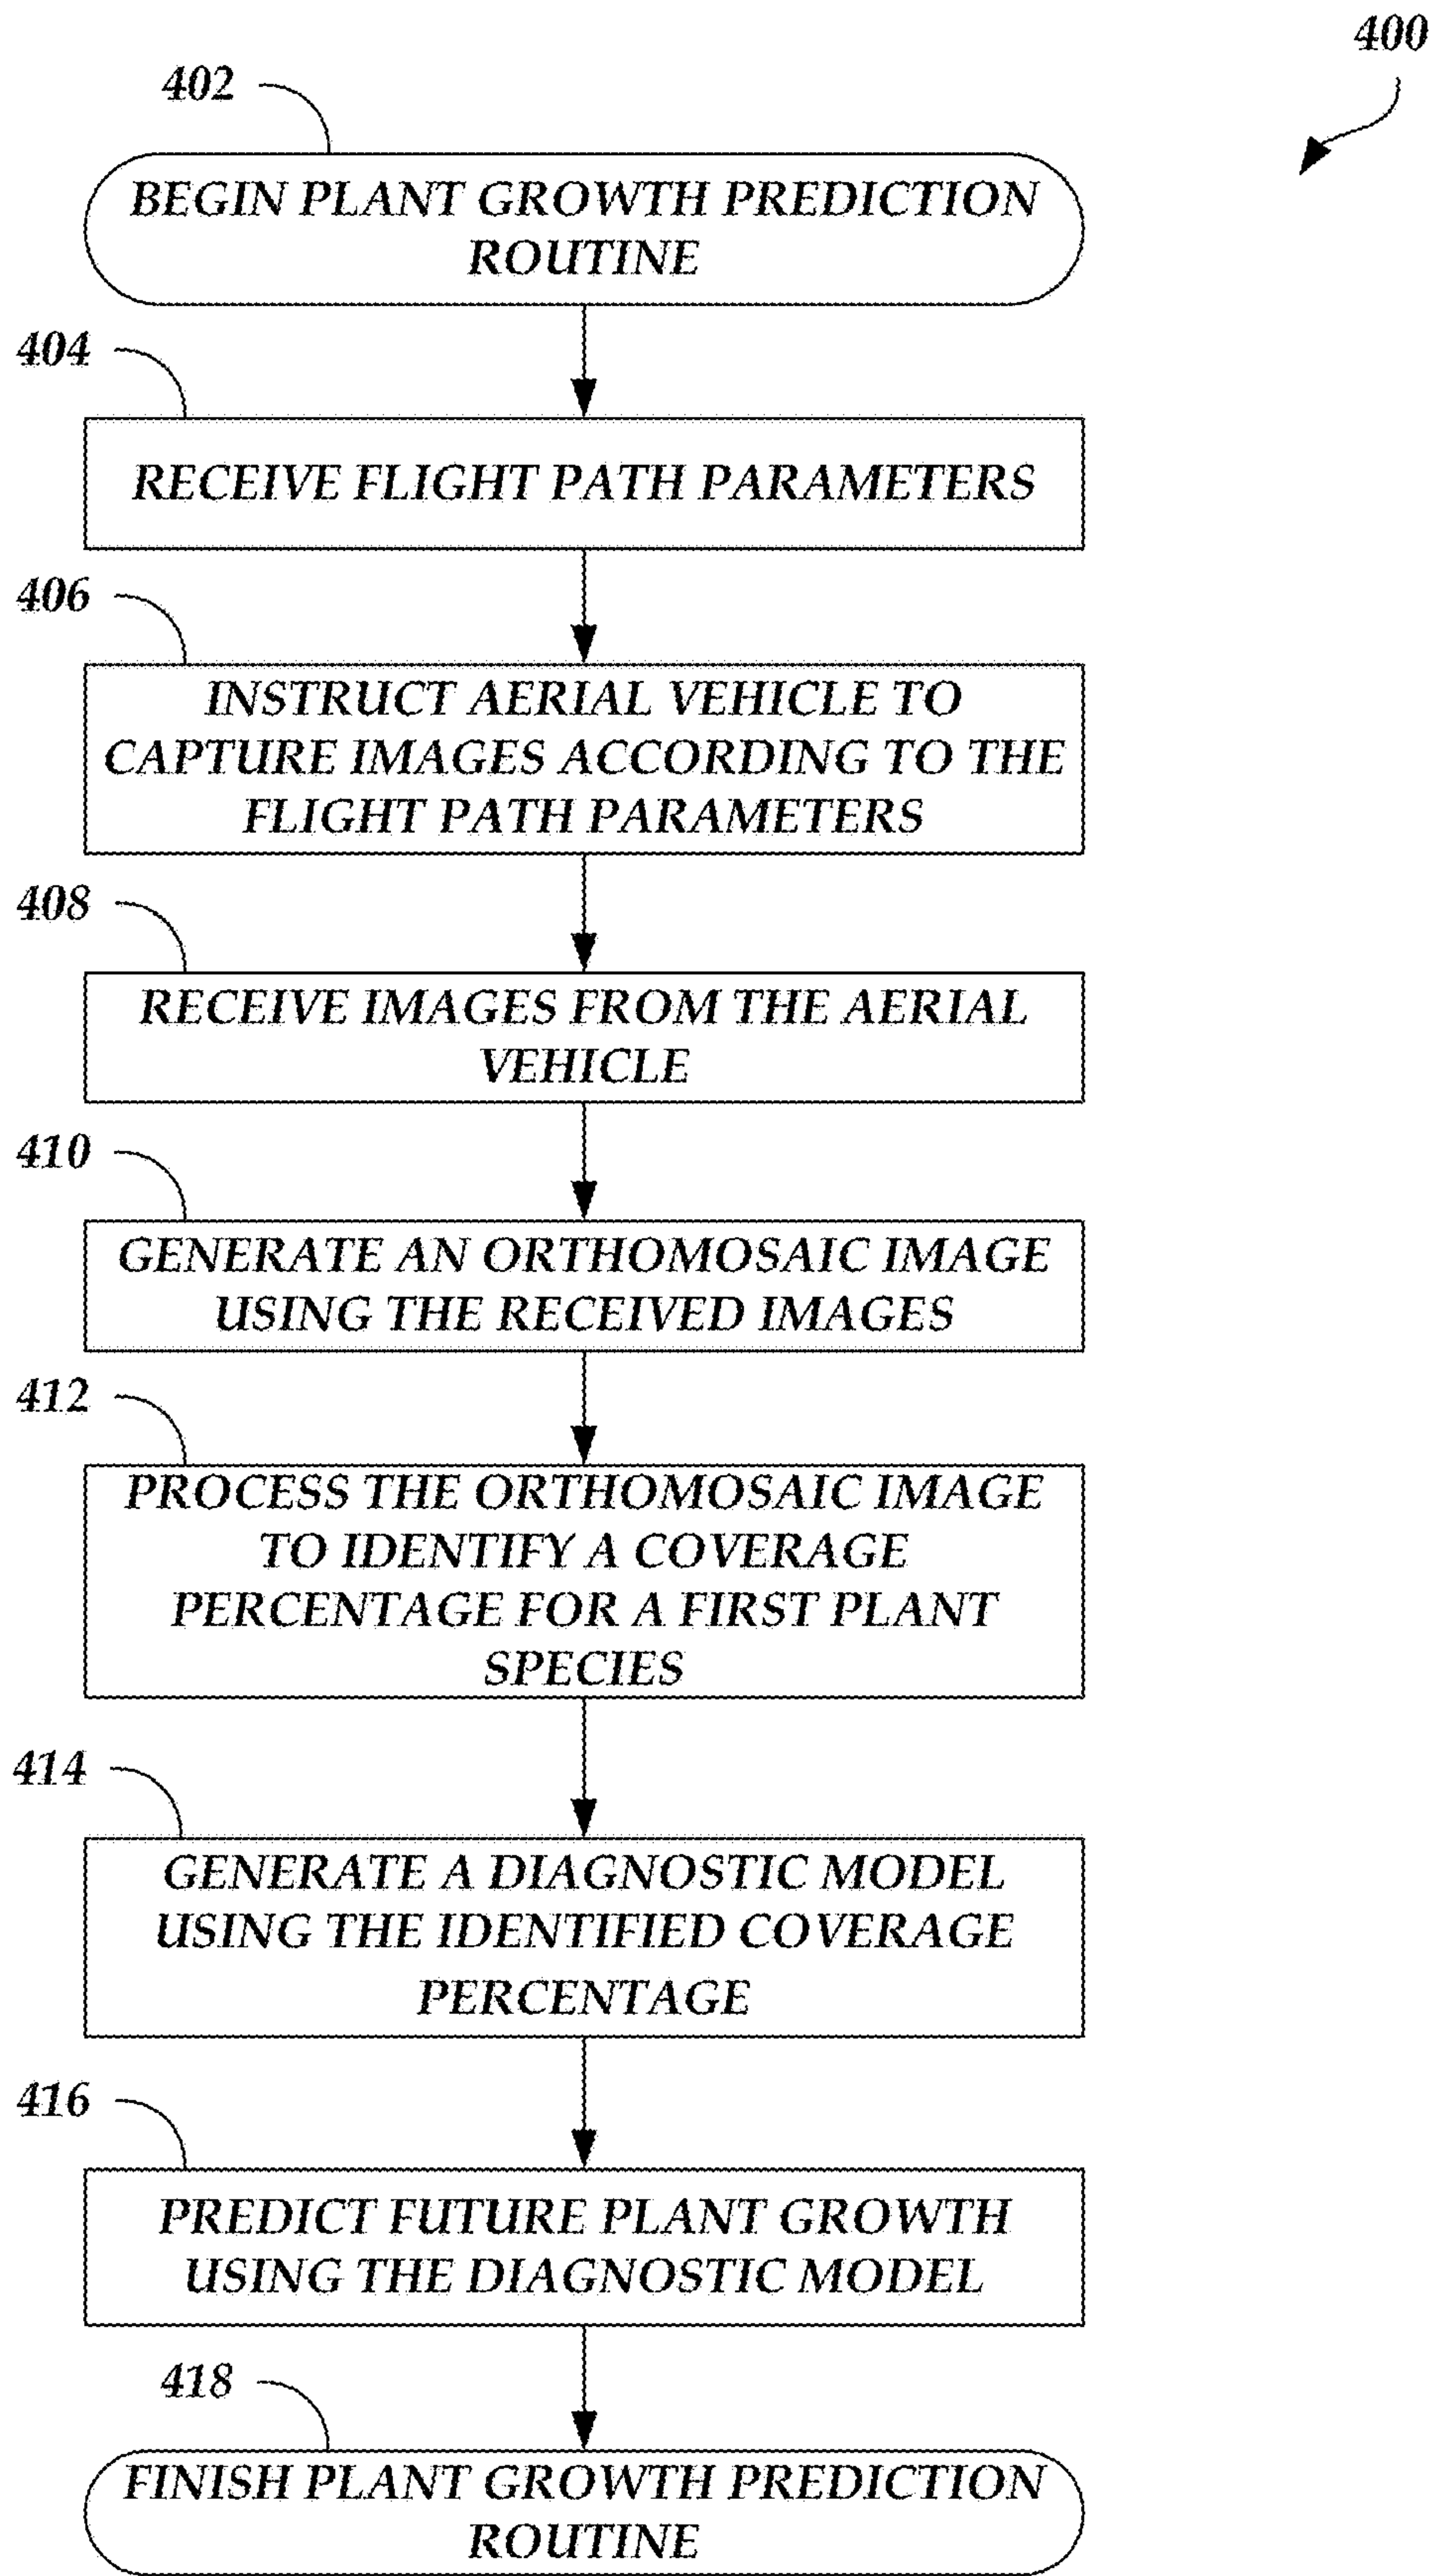 400
402
BEGIN PLANT GROWTH PREDICTION
ROUTINE
404
RECEIVE FLIGHT PATH PARAMETERS
406
INSTRUCT AERIAL VEHICLE TO
CAPTURE IMAGES ACCORDING TO THE
FLIGHT PATH PARAMETERS
408
RECEIVE IMAGES FROM THE AERIAL
VEHICLE
410
GENERATE AN ORTHOMOSAIC IMAGE
USING THE RECEIVED IMAGES
412
PROCESS THE ORTHOMOSAIC IMAGE
TO IDENTIFY A COVERAGE
PERCENTAGE FOR A FIRST PLANT
SPECIES
414
GENERATE A DIAGNOSTIC MODEL
USING THE IDENTIFIED COVERAGE
PERCENTAGE
416
PREDICT FUTURE PLANT GROWTH
USING THE DIAGNOSTIC MODEL
418
FINISH PLANT GROWTH PREDICTION
ROUTINE